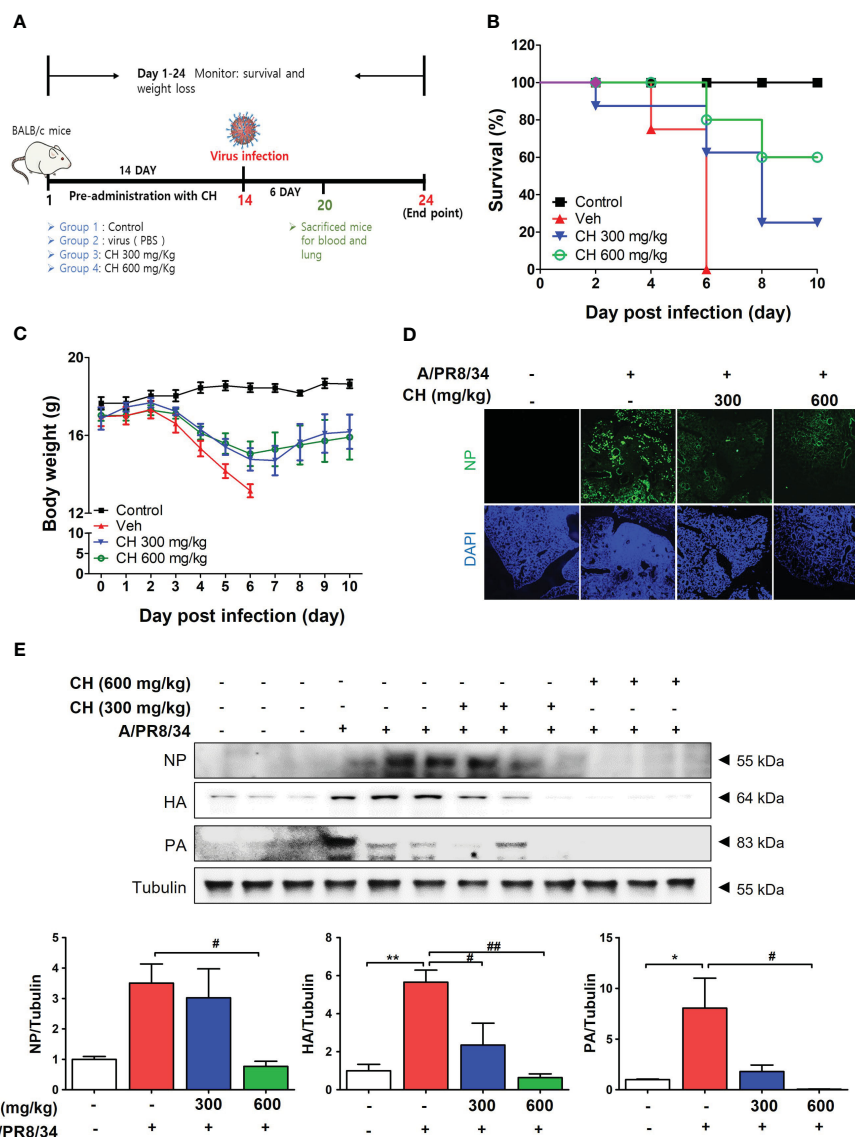 A
Day 1-24 Monitor: survival and
weight loss
BALB/c mice
Virus infection
14 DAY
Pre-administration with CH
6 DAY
1
14
20
24
(End point)
➢ Group 1 : Control
➢ Group 2 : virus ( PBS )
➢ Group 3: CH 300 mg/Kg
➢ Group 4: CH 600 mg/Kg
➢ Sacrificed mice
for blood and
lung
B
Survival (%)
120
100
80
60
40
20
0
Control
Veh
CH 300 mg/kg
CH 600 mg/kg
0 2 4 6 8 10
Day post infection (day)
C
Body weight (g)
20
18
16
12
10
0
Control
Veh
CH 300 mg/kg
CH 600 mg/kg
0 1 2 3 4 5 6 7 8 9 10
Day post infection (day)
D
A/PR8/34 - + + +
CH (mg/kg) - - 300 600
NP
DAPI
E
CH (600 mg/kg) - - - - - - - - - + + +
CH (300 mg/kg) - - - - - - + + + - - -
A/PR8/34 - - - + + + + + + + + +
NP ◄ 55 kDa
HA ◄ 64 kDa
PA ◄ 83 kDa
Tubulin ◄ 55 kDa
NP/Tubulin
5
4
3
2
1
0
#
(mg/kg) - - 300 600
/PR8/34 - + + +
HA/Tubulin
8
6
4
2
0
**
#
##
- - 300 600
- + + +
PA/Tubulin
15
10
5
0
*
#
- - 300 600
- + + +